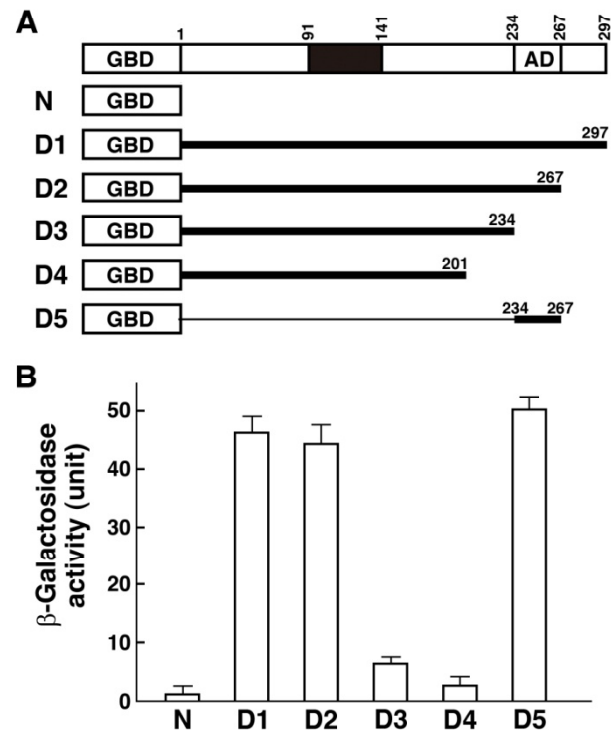 A
1 91 141 234 267 297
GBD AD
N GBD
D1 GBD 297
D2 GBD 267
D3 GBD 234
D4 GBD 201
D5 GBD 234 267
B
β-Galactosidase
activity (unit)
50
40
30
20
10
0
N D1 D2 D3 D4 D5